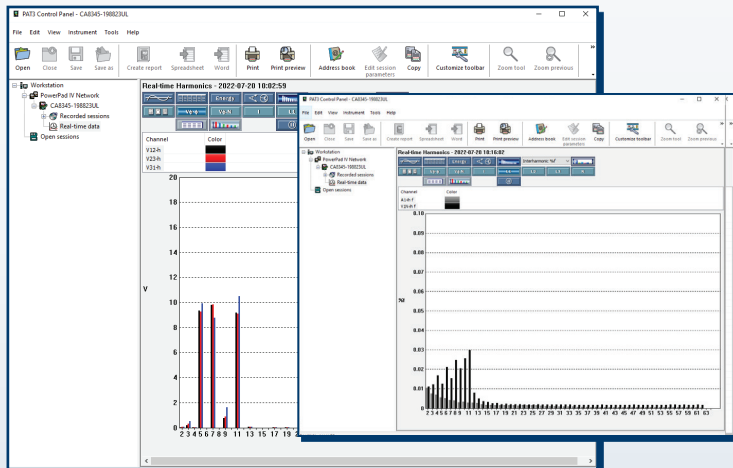 PAT3 Control Panel - CA8345-198823UL
File Edit View Instrument Tools Help
Open Close Save Save as Create report Spreadsheet Word Print Print preview Address book Edit session parameters Copy Customize toolbar Zoom tool Zoom previous
Workstation
PowerPad IV Network
CA8345-198823UL
Recorded sessions
Real-time data
Open sessions
Real-time Harmonics - 2022-07-20 10:02:59
Energy
Vg-g Vg-N I U,I
Channel Color
V12-h
V23-h
V31-h
20
18
16
14
12
V
10
8
6
4
2
0
2 3 4 5 6 7 8 9 11 13 15 17 19 2
PAT3 Control Panel - CA8345-198823UL
File Edit View Instrument Tools Help
Open Close Save Save as Create report Spreadsheet Word Print Print preview Address book Edit session parameters Copy Customize toolbar Zoom tool Zoom previous
Workstation
PowerPad IV Network
CA8345-198823UL
Recorded sessions
Real-time data
Open sessions
Real-time Harmonics - 2022-07-20 10:16:02
Energy Interharmonic %f
Channel Color
0.10
0.08
0.07
0.06
%f
0.05
0.04
0.03
0.02
0.01
0
2 3 4 5 6 7 8 9 11 13 15 17 19 21 23 25 27 29 31 33 35 37 39 41 43 45 47 49 51 53 55 57 59 61 63